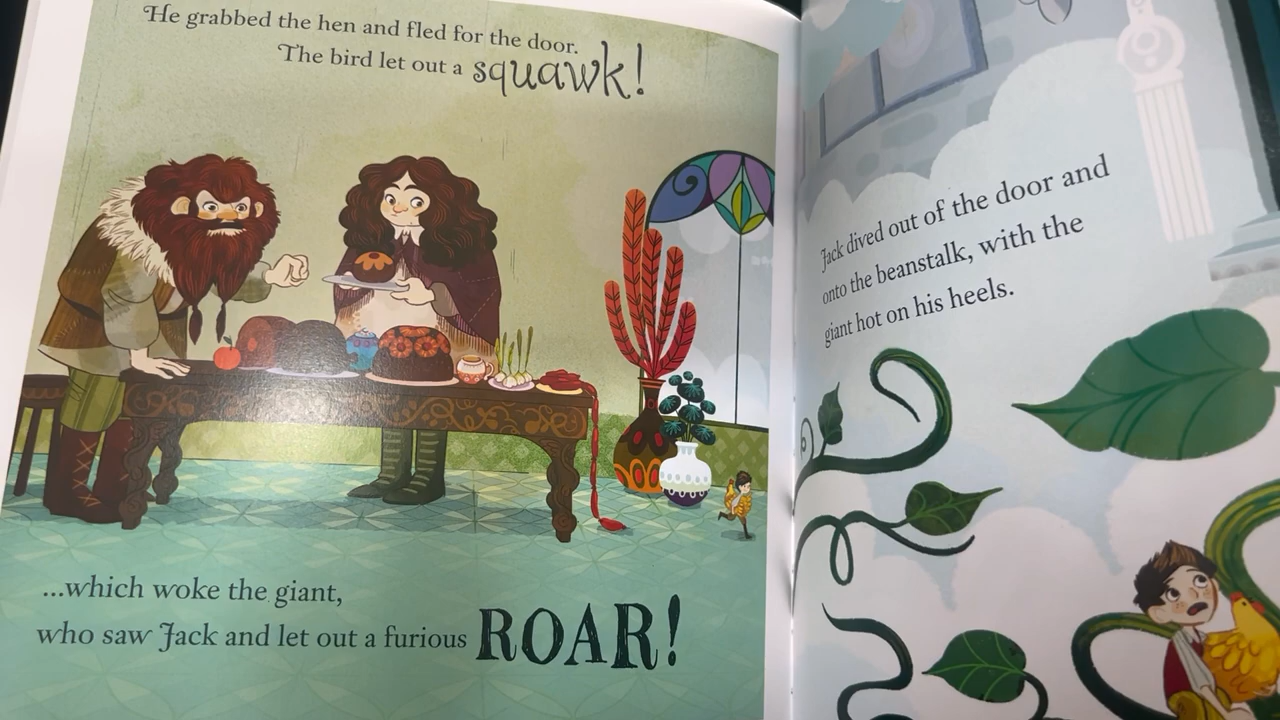 He grabbed the hen and fled for the door.
The bird let out a squawk!
...which woke the giant,
who saw Jack and let out a furious ROAR!
Jack dived out of the door and
onto the beanstalk, with the
giant hot on his heels.